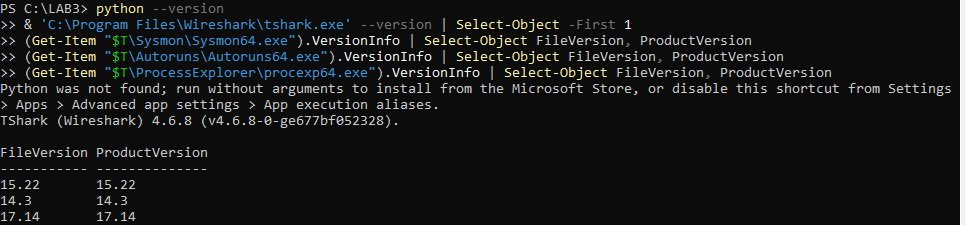 PS C:\LAB3> python --version
>> & 'C:\Program Files\Wireshark\tshark.exe' --version | Select-Object -First 1
>> (Get-Item "$T\Sysmon\Sysmon64.exe").VersionInfo | Select-Object FileVersion, ProductVersion
>> (Get-Item "$T\Autoruns\Autoruns64.exe").VersionInfo | Select-Object FileVersion, ProductVersion
>> (Get-Item "$T\ProcessExplorer\procexp64.exe").VersionInfo | Select-Object FileVersion, ProductVersion
Python was not found; run without arguments to install from the Microsoft Store, or disable this shortcut from Settings
> Apps > Advanced app settings > App execution aliases.
TShark (Wireshark) 4.6.8 (v4.6.8-0-ge677bf052328).
FileVersion ProductVersion
----------- --------------
15.22 15.22
14.3 14.3
17.14 17.14